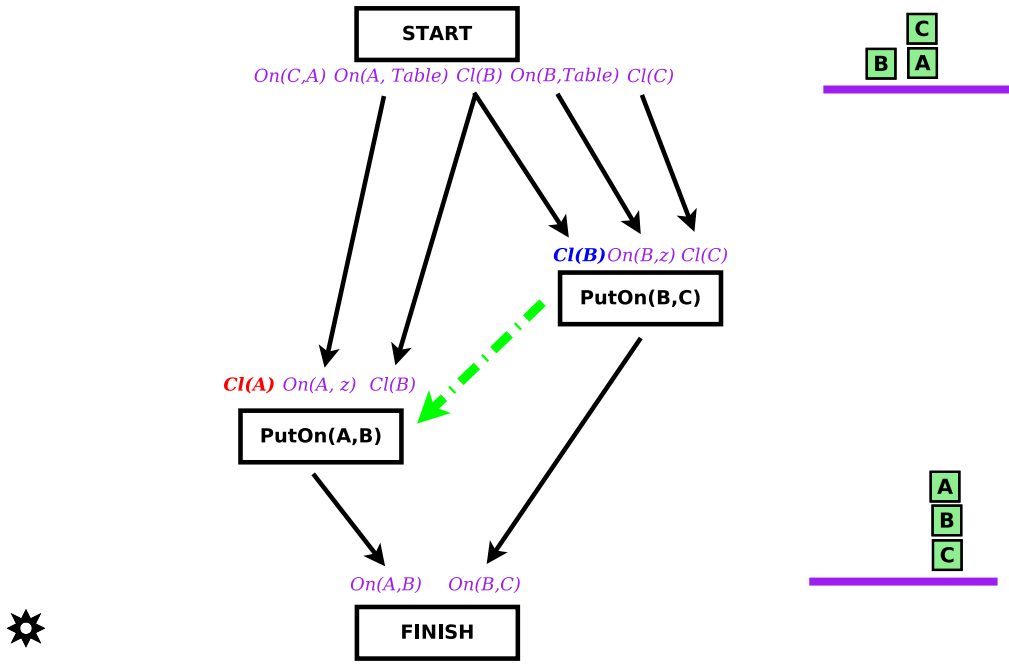 START
On(C,A) On(A, Table) Cl(B) On(B,Table) Cl(C)
C
B A
Cl(B) On(B,z) Cl(C)
PutOn(B,C)
Cl(A) On(A, z) Cl(B)
PutOn(A,B)
A
B
C
On(A,B) On(B,C)
FINISH